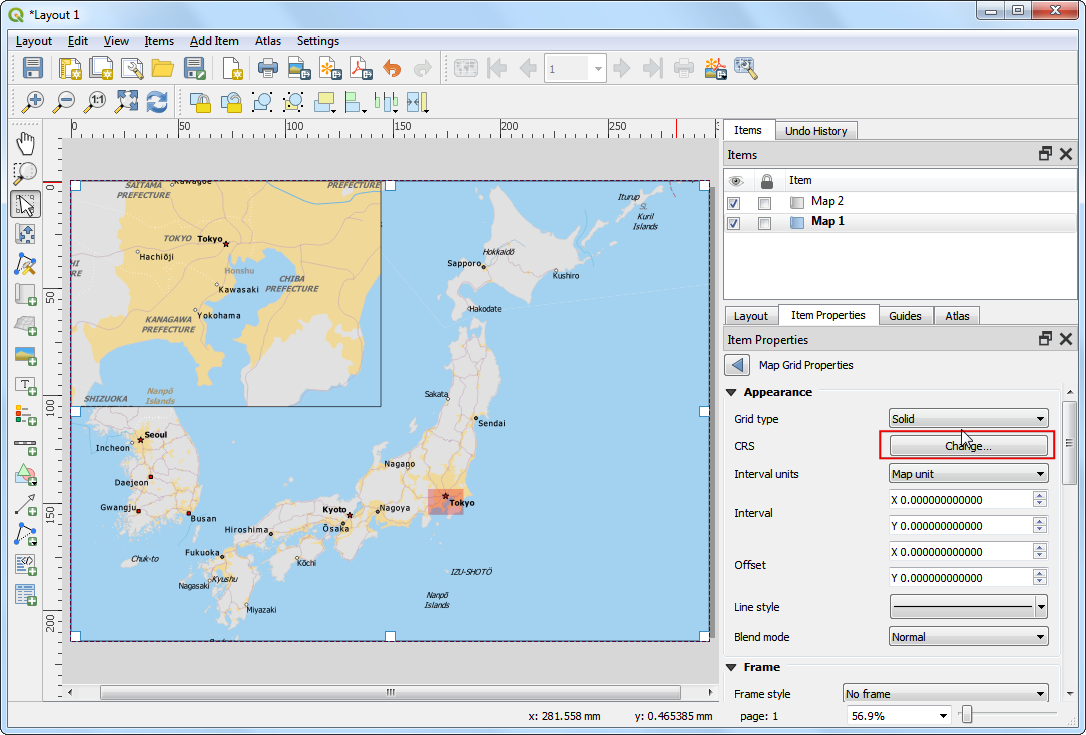 *Layout 1
Layout Edit View Items Add Item Atlas Settings
1
1:1
0 50 100 150 200 250
0
50
100
150
200
Items Undo History
Items
Item
Map 2
Map 1
Layout Item Properties Guides Atlas
Item Properties
Map Grid Properties
Appearance
Grid type Solid
CRS Change...
Interval units Map unit
Interval X 0.000000000000
Y 0.000000000000
Offset X 0.000000000000
Y 0.000000000000
Line style
Blend mode Normal
Frame
Frame style No frame
SAITAMA
PREFECTURE
Kawagoe
PREFECTURE
TOKYO Tokyo
Hachiōji
HI
RE
Honshu
Kawasaki
CHIBA
PREFECTURE
Yokohama
KANAGAWA
PREFECTURE
SHIZUOKA
Nanpō
Islands
Iturup
SL
Kuril
Islands
Hokkaidō
Sapporo
Kushiro
Hakodate
Sakata
Sendai
Seoul
Incheon
Daejeon
Gwangju
Busan
Nagano
Tokyo
Kyoto
Nagoya
Ōsaka
Hiroshima
Fukuoka
Kōchi
Chuk-to
Nagasaki
Kyushu
Miyazaki
IZU-SHOTŌ
Nanpō
Islands
x: 281.558 mm y: 0.465385 mm page: 1 56.9%